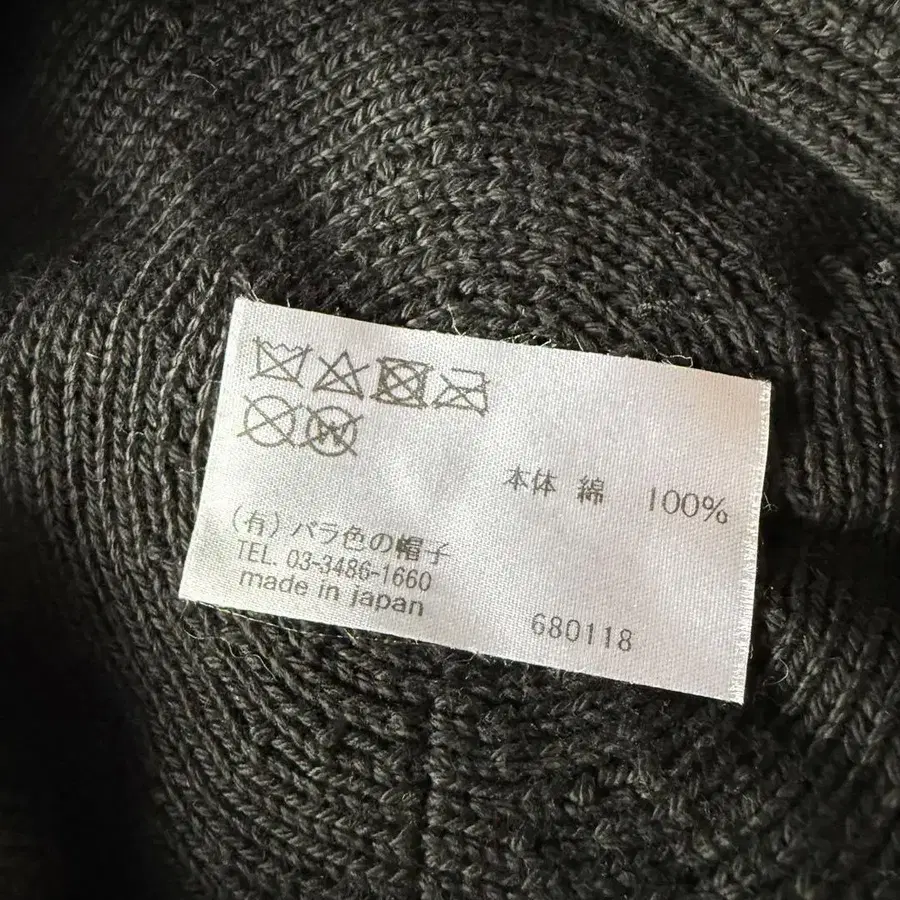 本体 綿 100%
(有)バラ色の帽子
TEL. 03-3486-1660
made in japan
680118